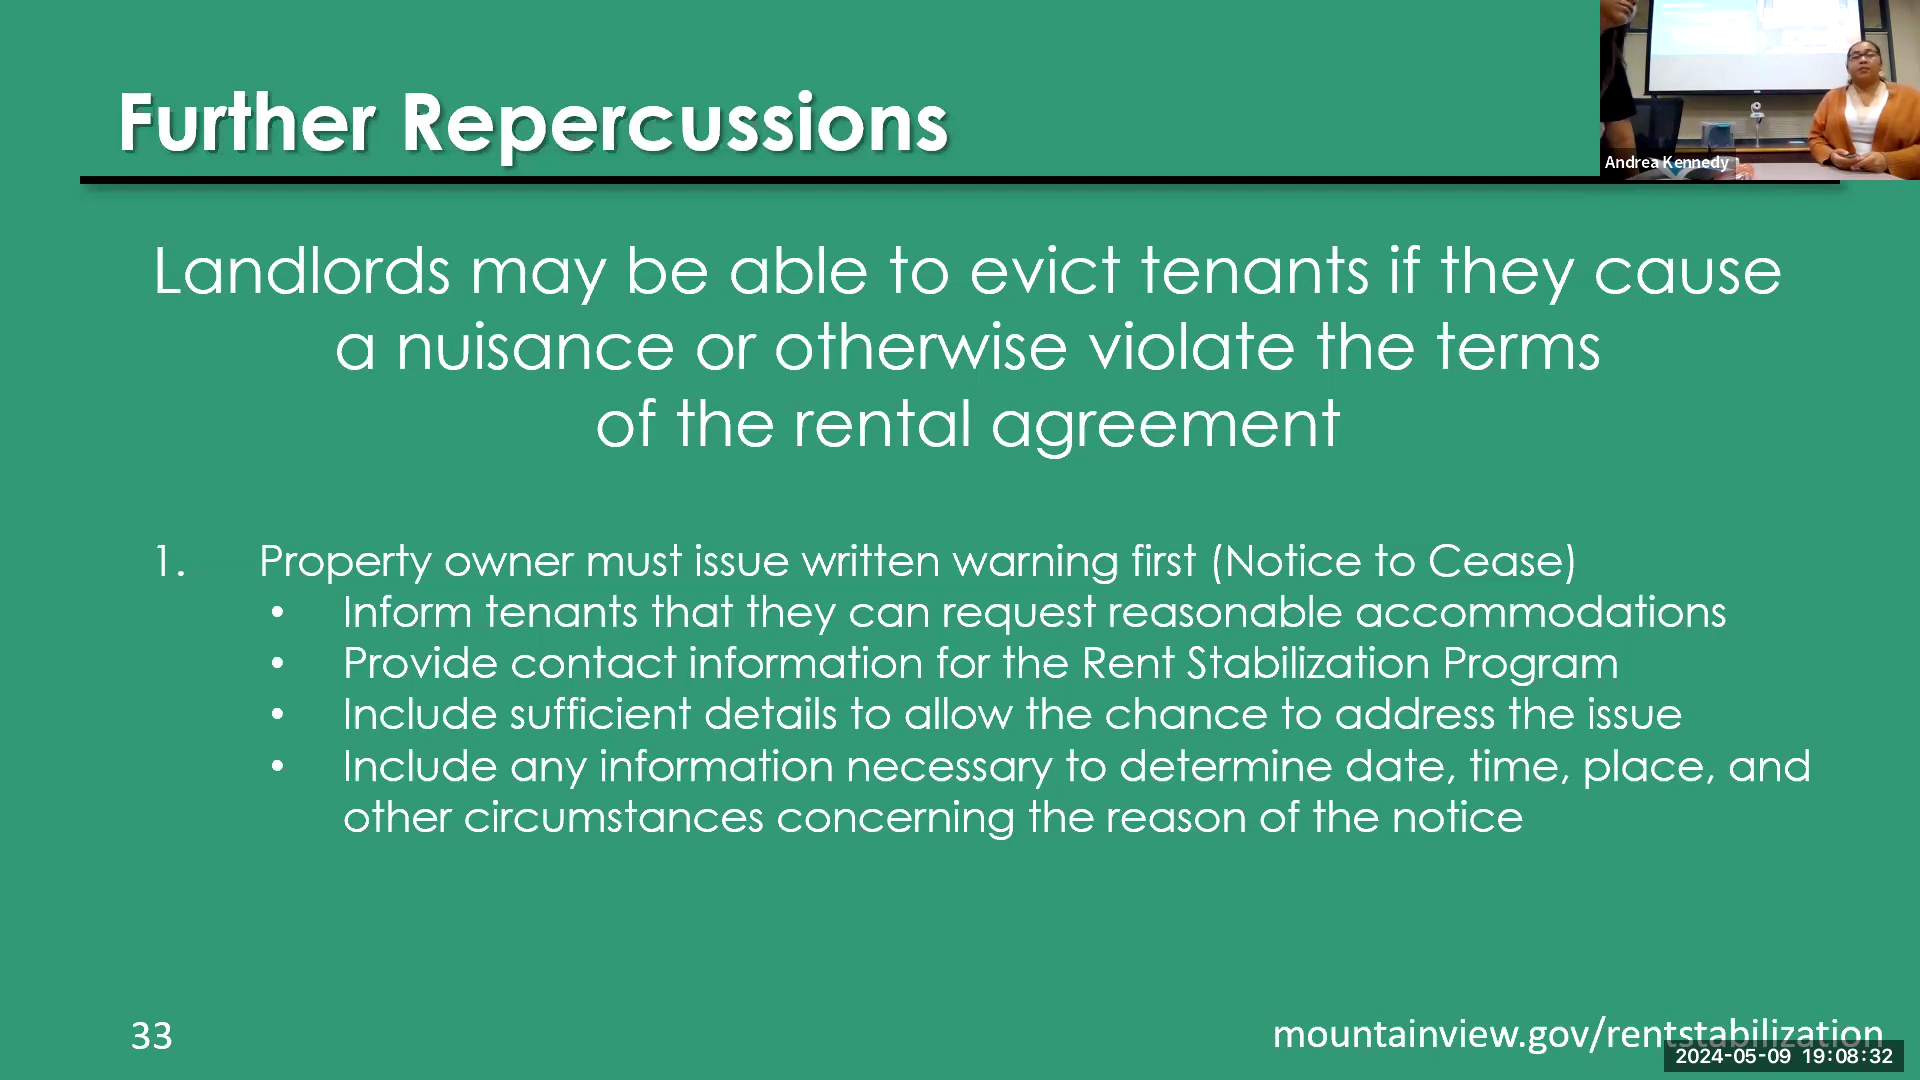 Further Repercussions
Andrea Kennedy
Landlords may be able to evict tenants if they cause
a nuisance or otherwise violate the terms
of the rental agreement
1. Property owner must issue written warning first (Notice to Cease)
• Inform tenants that they can request reasonable accommodations
• Provide contact information for the Rent Stabilization Program
• Include sufficient details to allow the chance to address the issue
• Include any information necessary to determine date, time, place, and
other circumstances concerning the reason of the notice
33
mountainview.gov/rentstabilization
2024-05-09 19:08:32